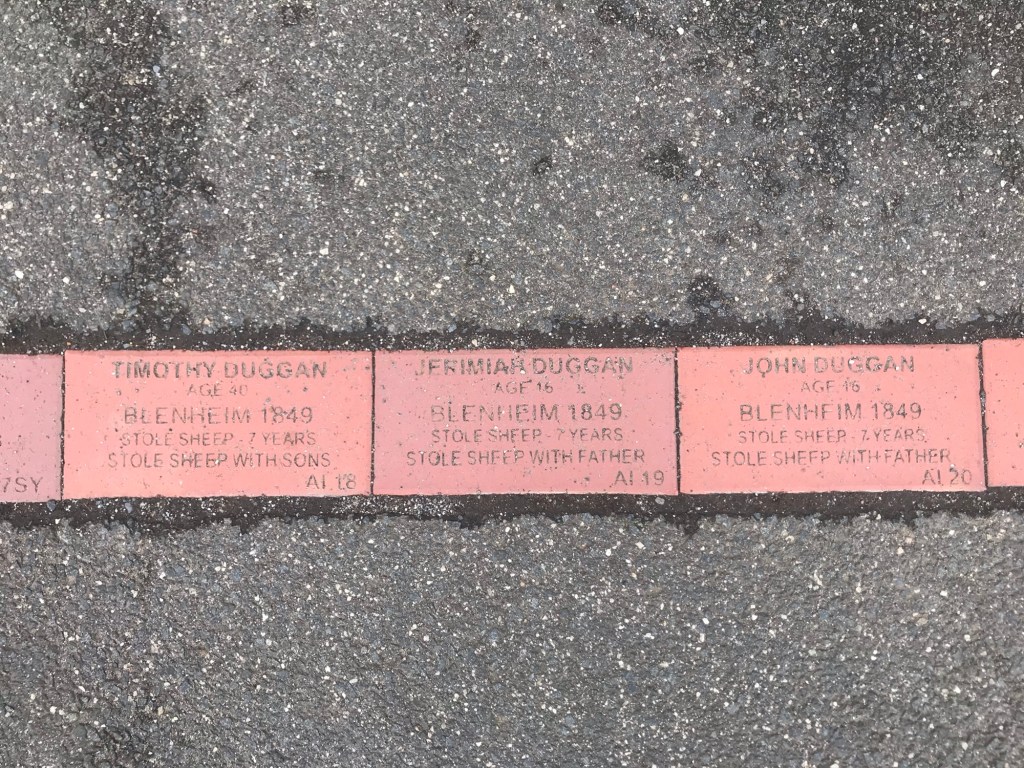 7SY
TIMOTHY DUGGAN
AGE 40
BLENHEIM 1849
STOLE SHEEP - 7 YEARS
STOLE SHEEP WITH SONS
AI 18
JERIMIAH DUGGAN
AGE 16
BLENHEIM 1849
STOLE SHEEP - 7 YEARS
STOLE SHEEP WITH FATHER
AI 19
JOHN DUGGAN
AGE 16
BLENHEIM 1849
STOLE SHEEP - 7 YEARS
STOLE SHEEP WITH FATHER
AI 20